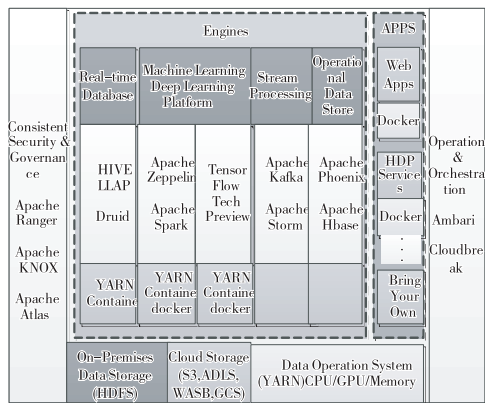 Engines
APPS
Real-time
Database
Machine Learning
Deep Learning
Platform
Stream
Processing
Operatio
nal
Data
Store
Web
Apps
Docker
Consistent
Security &
Governan
ce
Apache
Ranger
Apache
KNOX
Apache
Atlas
HIVE
LLAP
Druid
Apache
Zeppelin
Apache
Spark
Tensor
Flow
Tech
Preview
Apache
Kafka
Apache
Storm
Apache
Phoenix
Apache
Hbase
HDP
Service
s
Docker
⋮
Bring
Your
Own
Operation
&
Orchestra
tion
Ambari
Cloudbre
ak
YARN
Containe
YARN
Containe
docker
YARN
Containe
docker
On-Premises
Data Storage
(HDFS)
Cloud Storage
(S3,ADLS,
WASB,GCS)
Data Operation System
(YARN)CPU/GPU/Memory